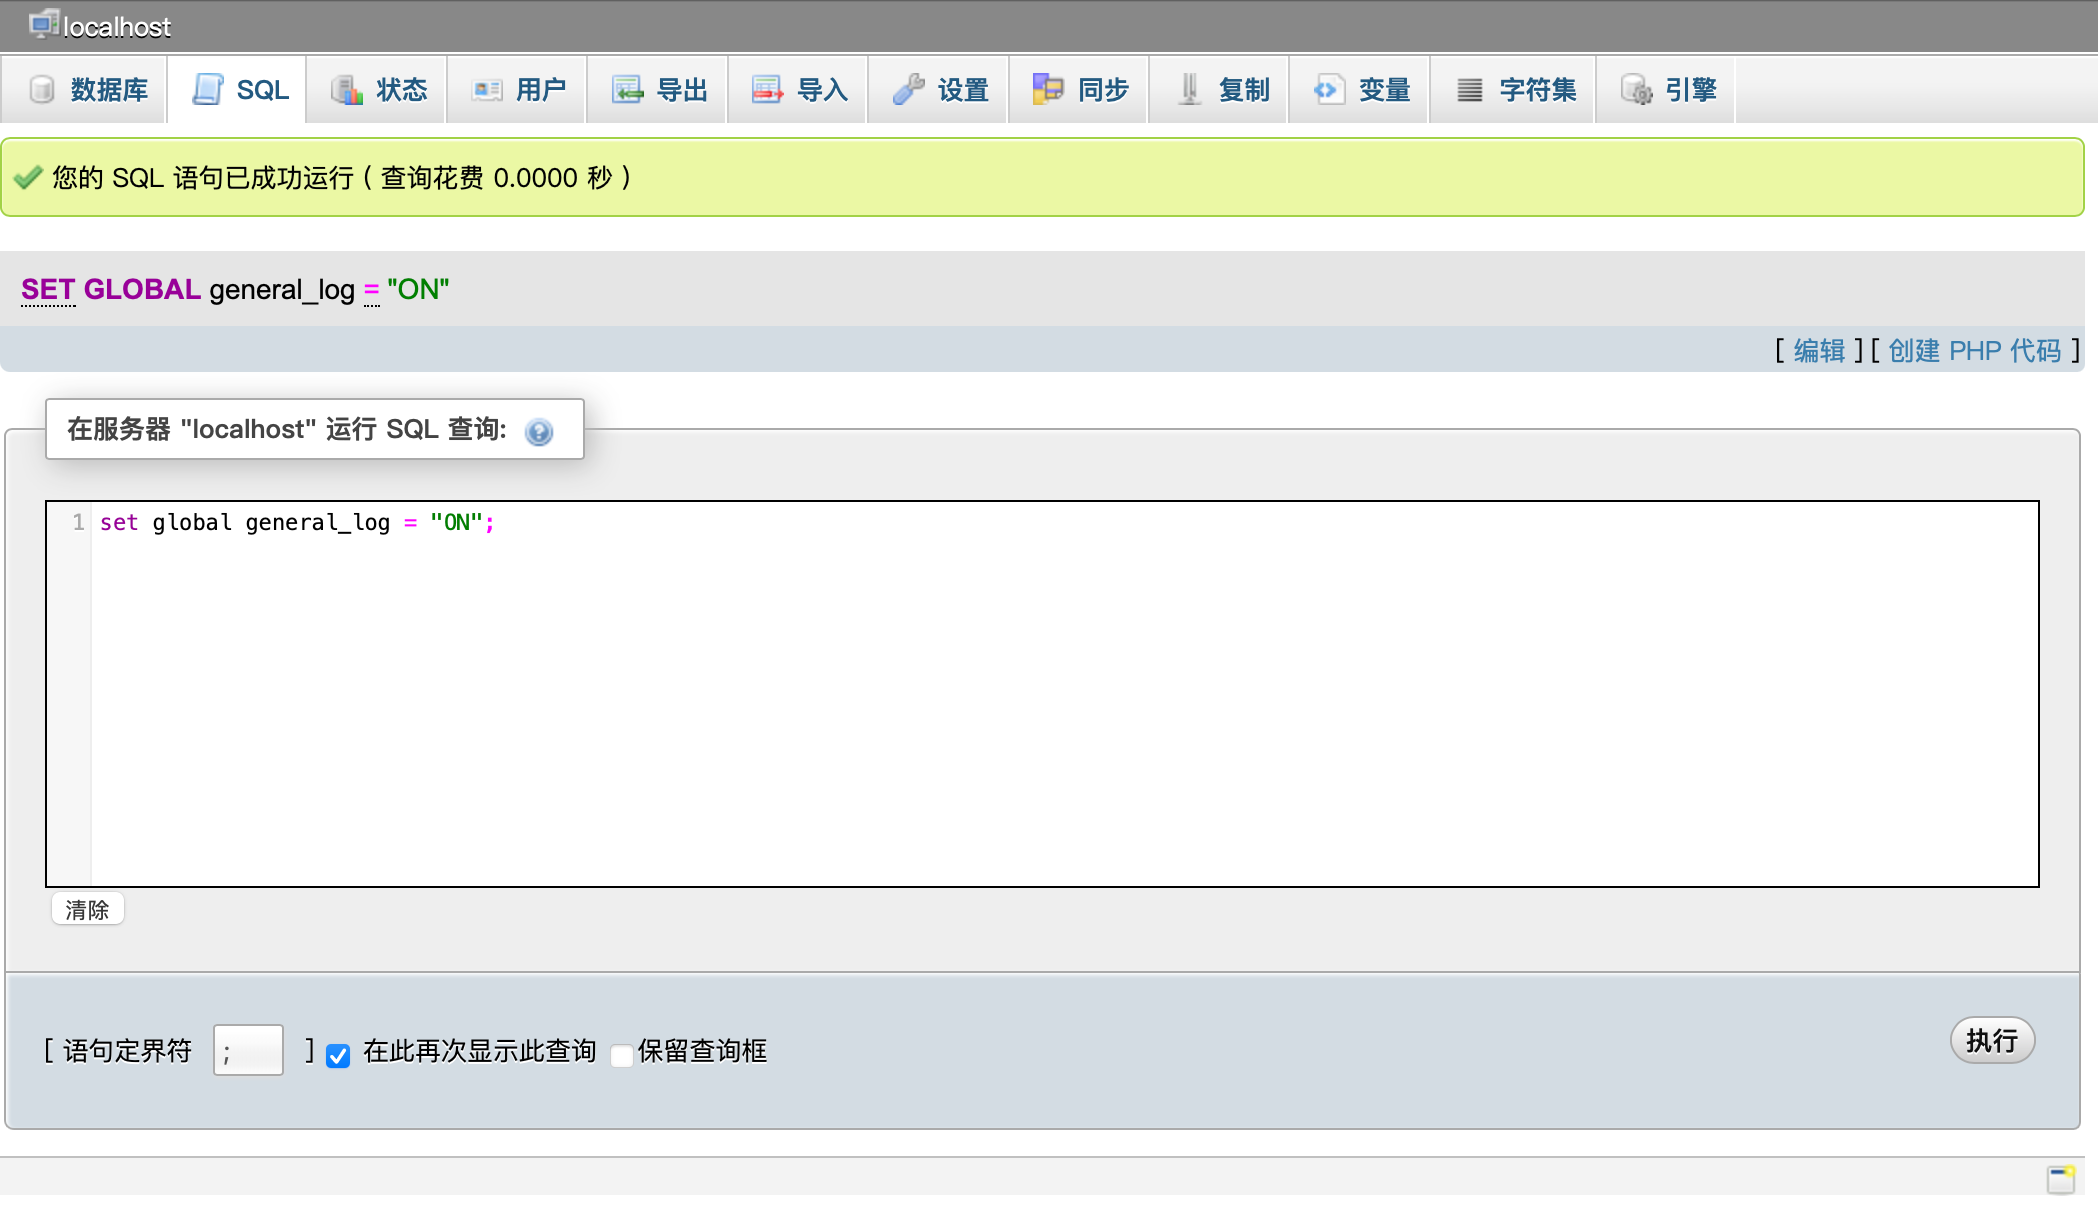 localhost
数据库 SQL 状态 用户 导出 导入 设置 同步 复制 变量 字符集 引擎
您的 SQL 语句已成功运行 ( 查询花费 0.0000 秒 )
SET GLOBAL general_log = "ON"
[ 编辑 ] [ 创建 PHP 代码 ]
在服务器 "localhost" 运行 SQL 查询:
1 set global general_log = "ON";
清除
[ 语句定界符 ; ] 在此再次显示此查询 保留查询框
执行